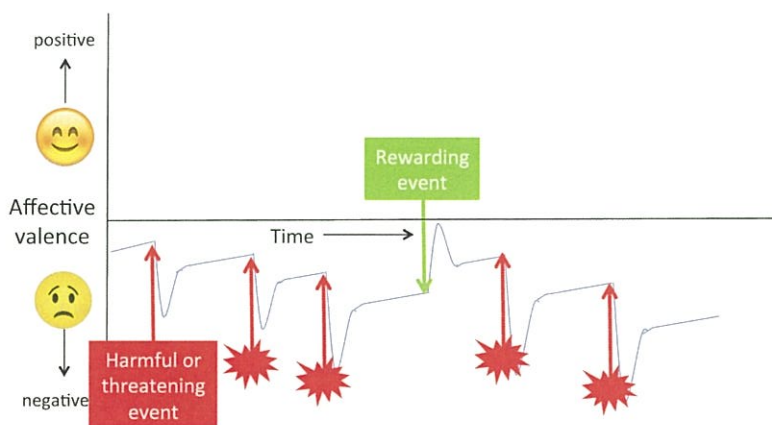 positive
Rewarding
event
Affective
valence
Time
Harmful or
threatening
event
negative